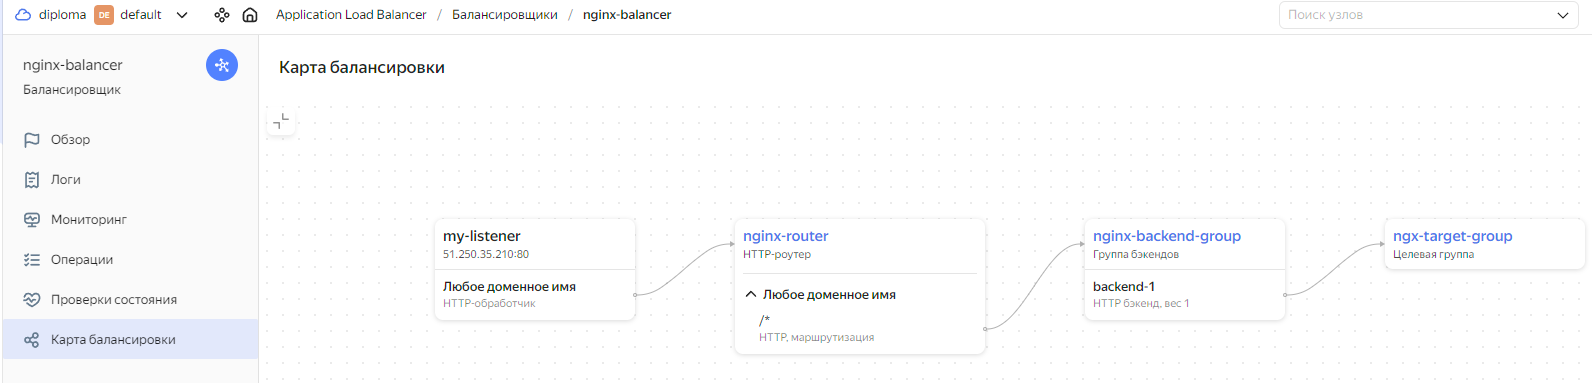 diploma DE default Application Load Balancer / Балансировщики / nginx-balancer Поиск узлов
nginx-balancer
Балансировщик
Обзор
Логи
Мониторинг
Операции
Проверки состояния
Карта балансировки
Карта балансировки
my-listener
51.250.35.210:80
Любое доменное имя
HTTP-обработчик
nginx-router
HTTP-роутер
Любое доменное имя
/*
HTTP, маршрутизация
nginx-backend-group
Группа бэкендов
backend-1
HTTP бэкенд, вес 1
ngx-target-group
Целевая группа